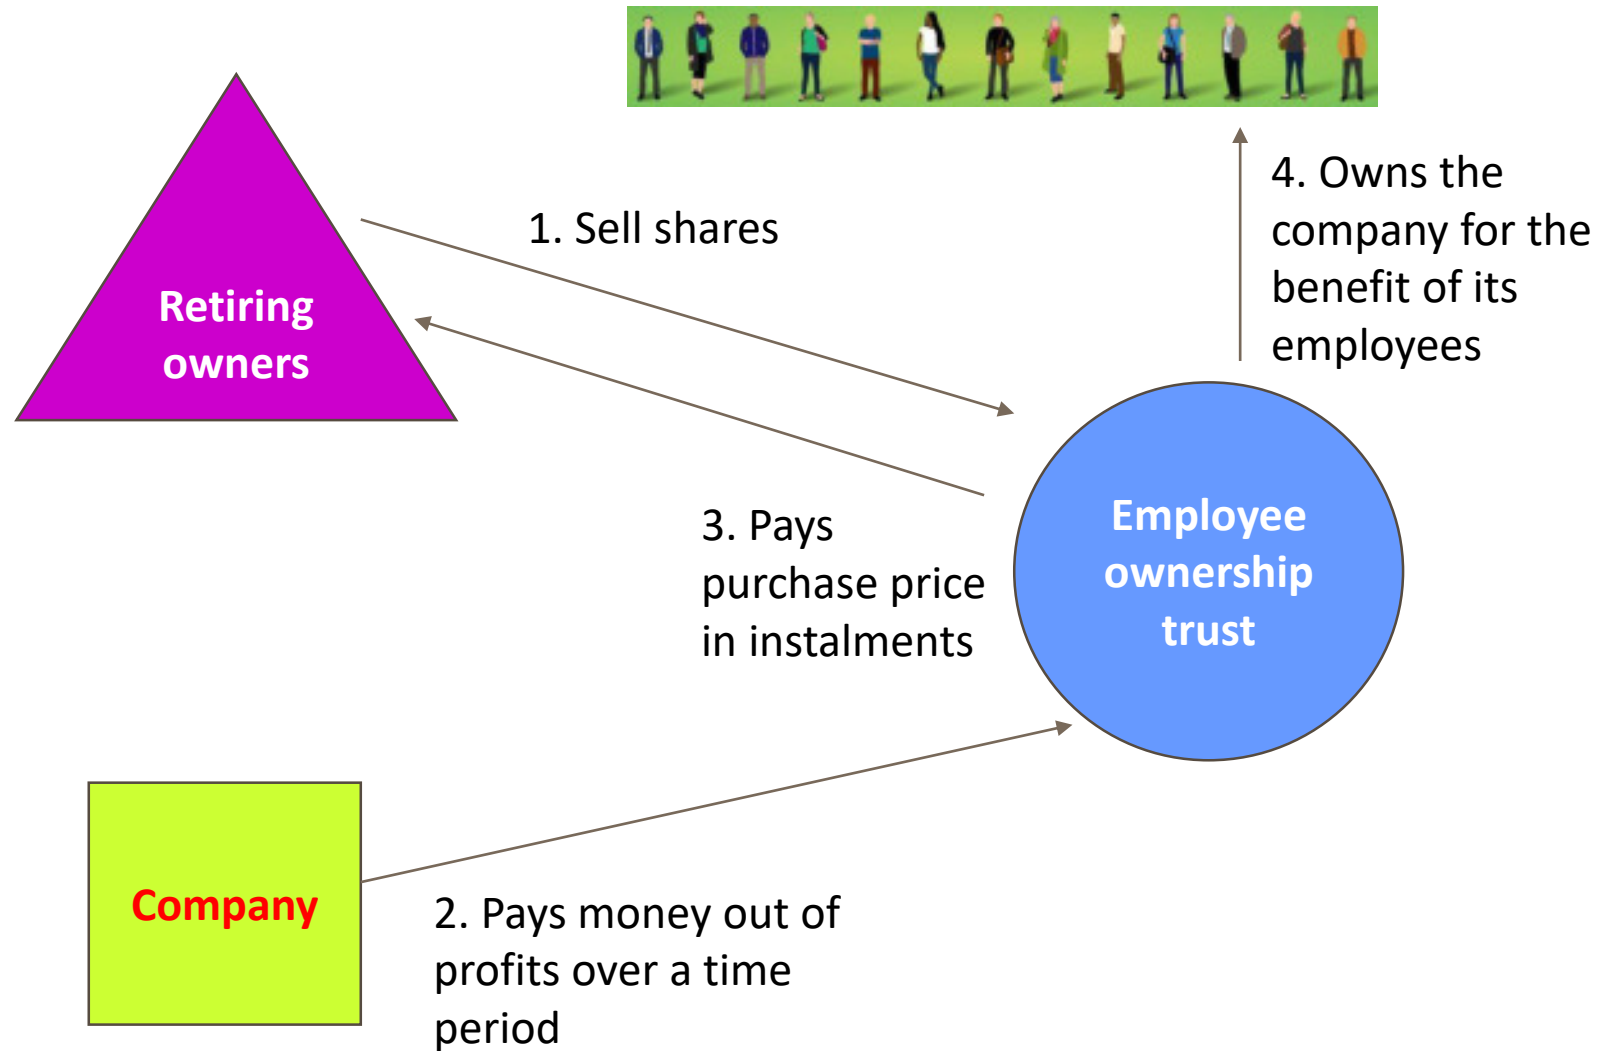 1. Sell shares
4. Owns the
company for the
benefit of its
employees
Retiring
owners
3. Pays
purchase price
in instalments
Employee
ownership
trust
Company
2. Pays money out of
profits over a time
period